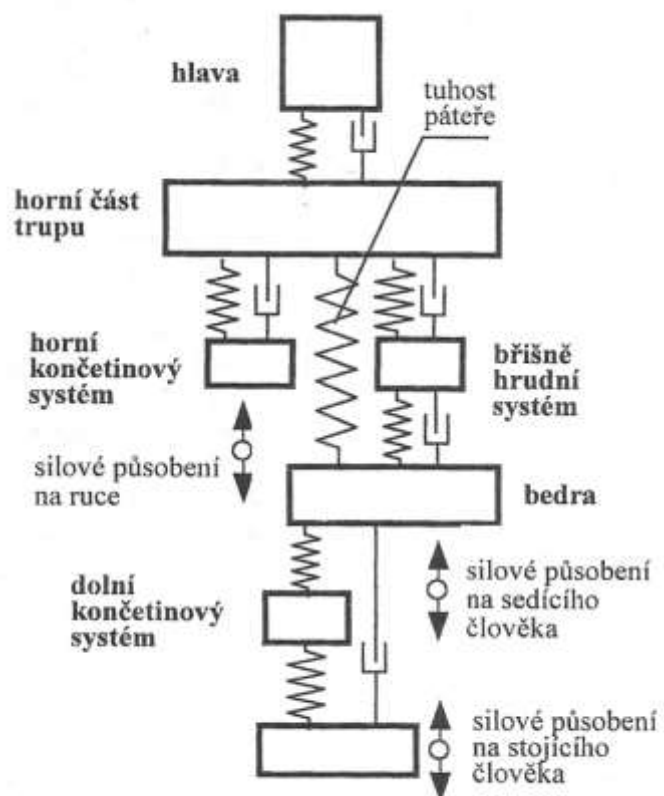 hlava
tuhost
páteře
horní část
trupu
horní
končetinový
systém
břišně
hrudní
systém
silové působení
na ruce
bedra
dolní
končetinový
systém
silové působení
na sedícího
člověka
silové působení
na stojícího
člověka